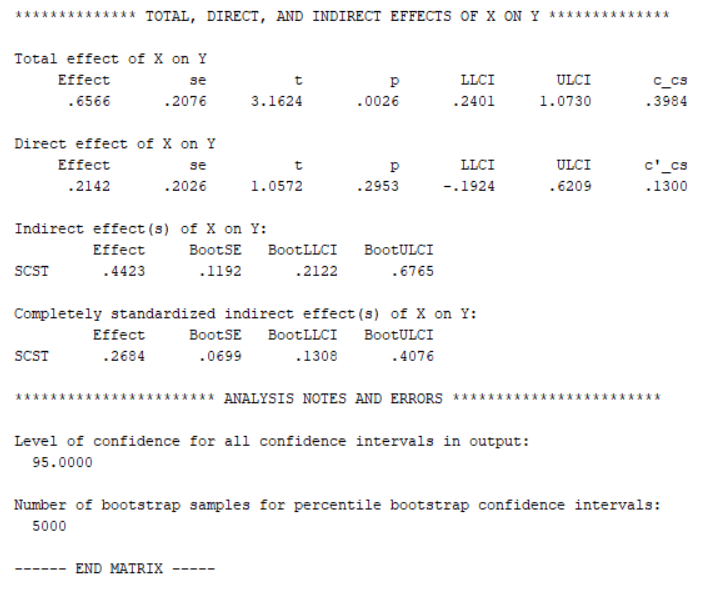 ************** TOTAL, DIRECT, AND INDIRECT EFFECTS OF X ON Y **************
Total effect of X on Y
Effect se t p LLCI ULCI c_cs
.6566 .2076 3.1624 .0026 .2401 1.0730 .3984
Direct effect of X on Y
Effect se t p LLCI ULCI c'_cs
.2142 .2026 1.0572 .2953 -.1924 .6209 .1300
Indirect effect(s) of X on Y:
Effect BootSE BootLLCI BootULCI
SCST .4423 .1192 .2122 .6765
Completely standardized indirect effect(s) of X on Y:
Effect BootSE BootLLCI BootULCI
SCST .2684 .0699 .1308 .4076
*********************** ANALYSIS NOTES AND ERRORS ************************
Level of confidence for all confidence intervals in output:
95.0000
Number of bootstrap samples for percentile bootstrap confidence intervals:
5000
------ END MATRIX -----